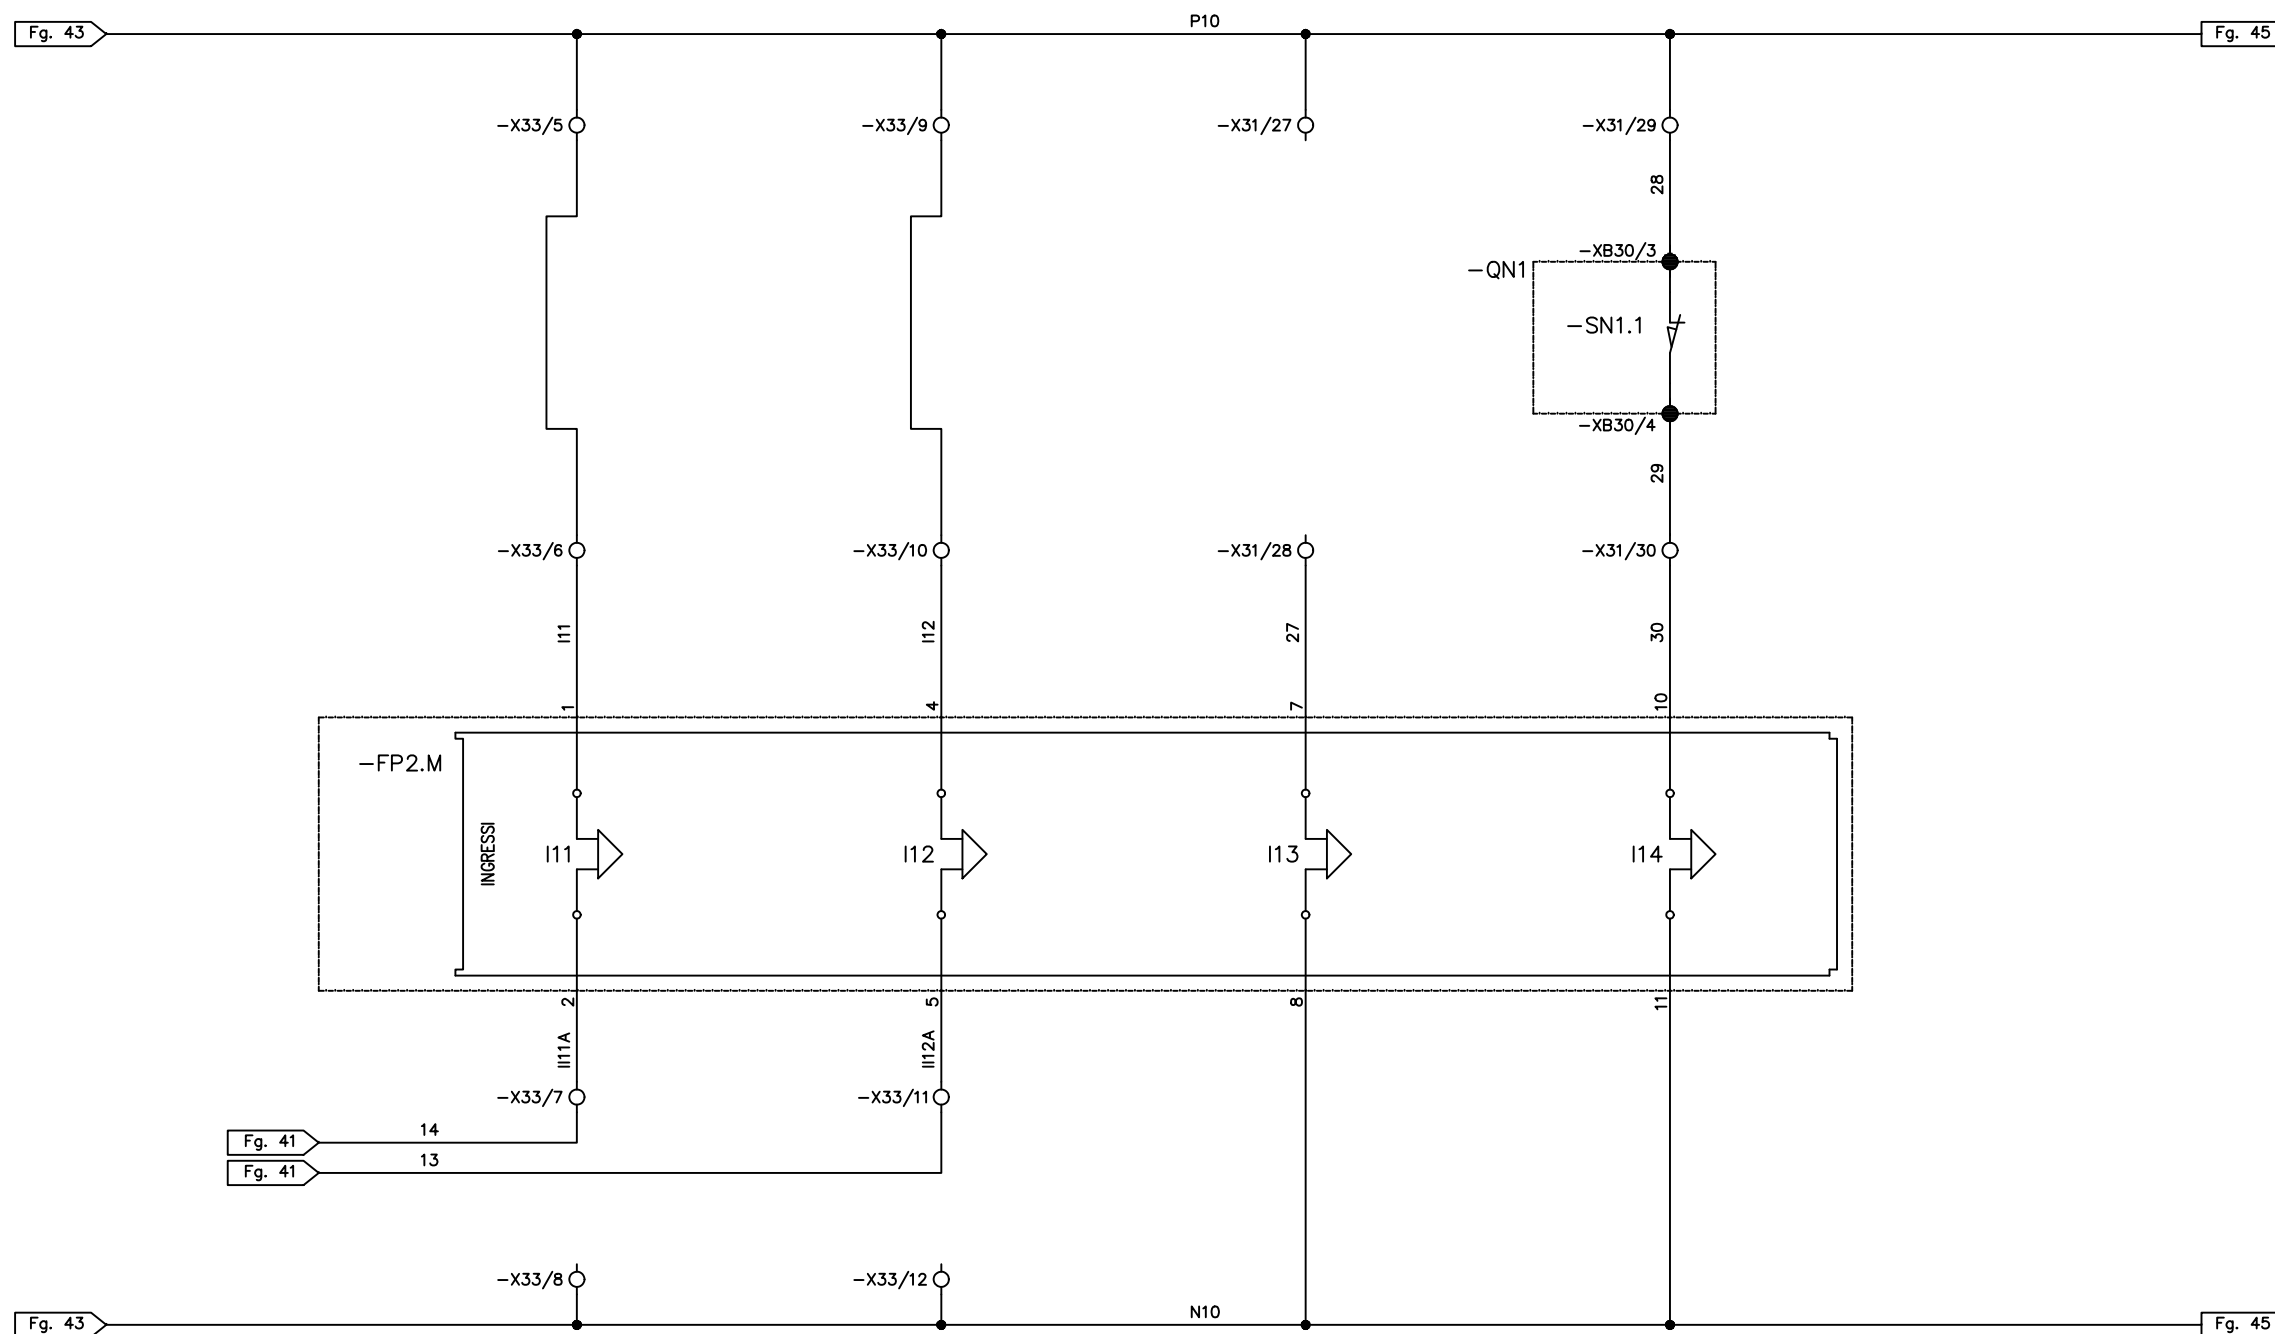 P10
Fg. 43
Fg. 45
-X33/5
-X33/9
-X31/27
-X31/29
28
-XB30/3
-QN1
-SN1.1
-XB30/4
29
-X33/6
-X33/10
-X31/28
-X31/30
I11
I12
27
30
1
4
7
10
-FP2.M
INGRESSI
I11
I12
I13
I14
2
5
8
11
II11A
II12A
-X33/7
-X33/11
Fg. 41
14
Fg. 41
13
-X33/8
-X33/12
N10
Fg. 43
Fg. 45